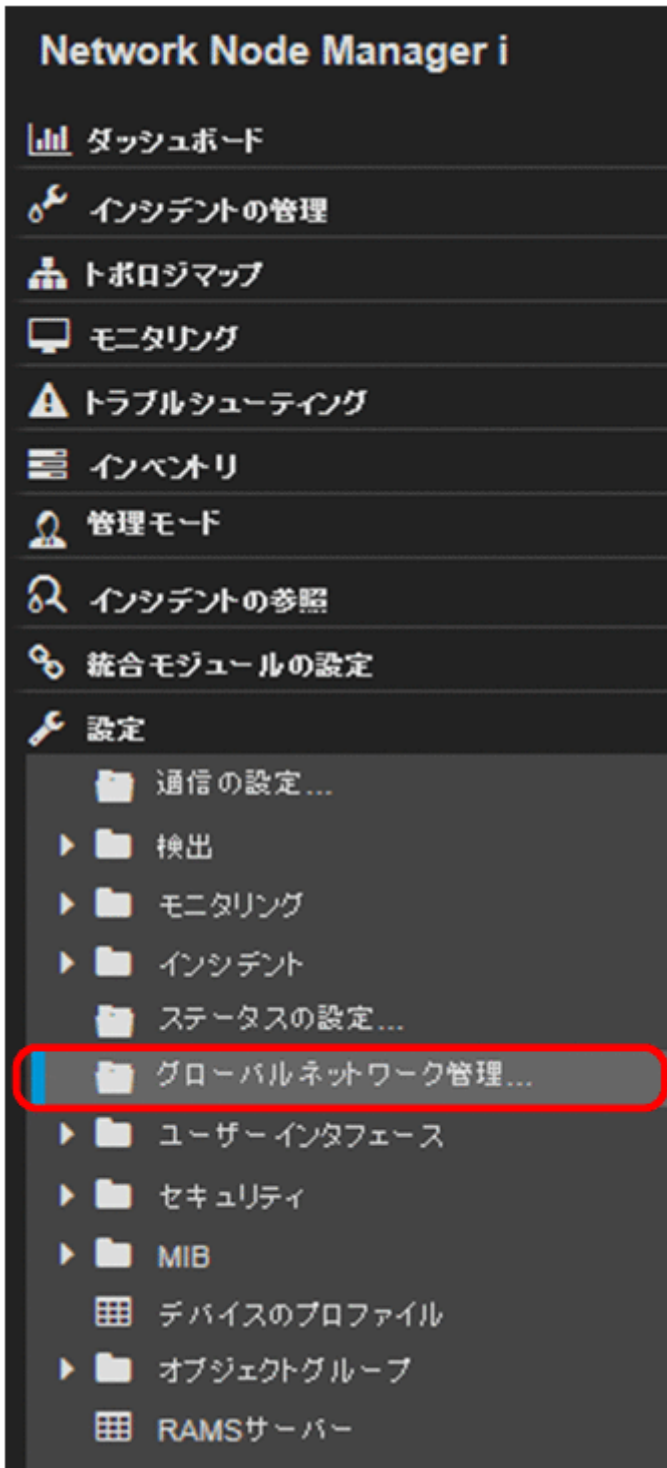 Network Node Manager i
ダッシュボード
インシデントの管理
トポロジマップ
モニタリング
トラブルシューティング
インベントリ
管理モード
インシデントの参照
統合モジュールの設定
設定
通信の設定...
検出
モニタリング
インシデント
ステータスの設定...
グローバルネットワーク管理...
ユーザーインタフェース
セキュリティ
MIB
デバイスのプロファイル
オブジェクトグループ
RAMSサーバー